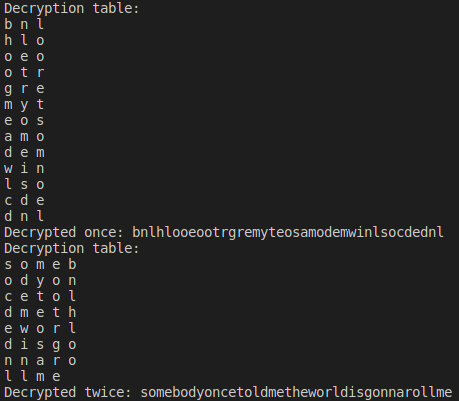 Decryption table:
b n l
h l o
o e o
o t r
g r e
m y t
e o s
a m o
d e m
w i n
l s o
c d e
d n l
Decrypted once: bnlhlooeootrgremyteosamodemwinlsocdednl
Decryption table:
s o m e b
o d y o n
c e t o l
d m e t h
e w o r l
d i s g o
n n a r o
l l m e
Decrypted twice: somebodyoncetoldmetheworldisgonnarollme